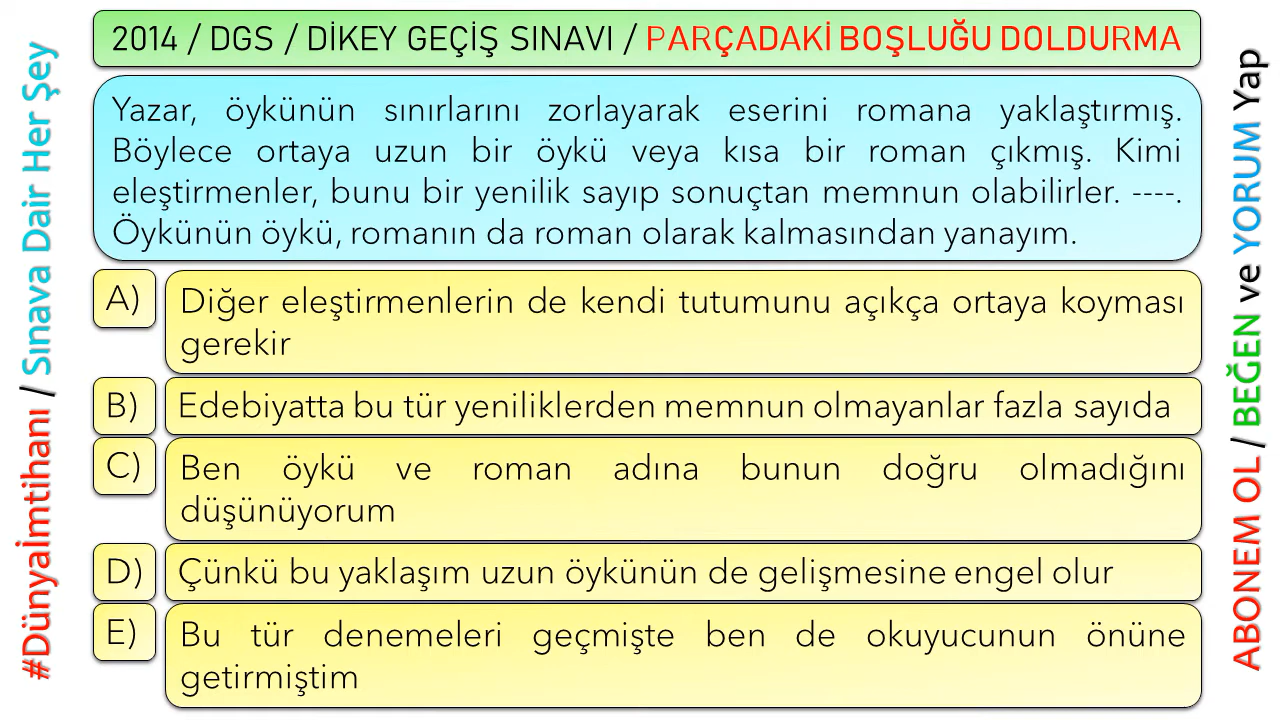 2014 / DGS / DİKEY GEÇİŞ SINAVI / PARÇADAKİ BOŞLUĞU DOLDURMA
Yazar, öykünün sınırlarını zorlayarak eserini romana yaklaştırmış.
Böylece ortaya uzun bir öykü veya kısa bir roman çıkmış. Kimi
eleştirmenler, bunu bir yenilik sayıp sonuçtan memnun olabilirler. ----.
Öykünün öykü, romanın da roman olarak kalmasından yanayım.
A) Diğer eleştirmenlerin de kendi tutumunu açıkça ortaya koyması
gerekir
B) Edebiyatta bu tür yeniliklerden memnun olmayanlar fazla sayıda
C) Ben öykü ve roman adına bunun doğru olmadığını
düşünüyorum
D) Çünkü bu yaklaşım uzun öykünün de gelişmesine engel olur
E) Bu tür denemeleri geçmişte ben de okuyucunun önüne
getirmiştim
#Dünyaİmtihanı / Sınava Dair Her Şey
ABONEM OL / BEĞEN ve YORUM Yap